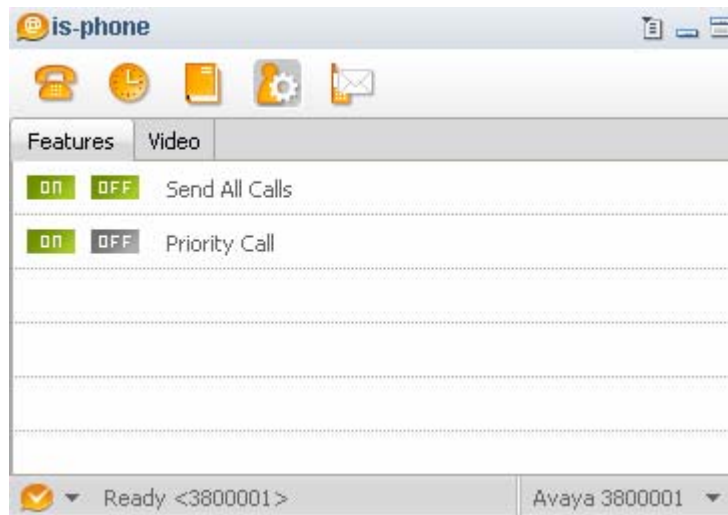 is-phone
Features Video
ON OFF Send All Calls
ON OFF Priority Call
Ready <3800001> Avaya 3800001